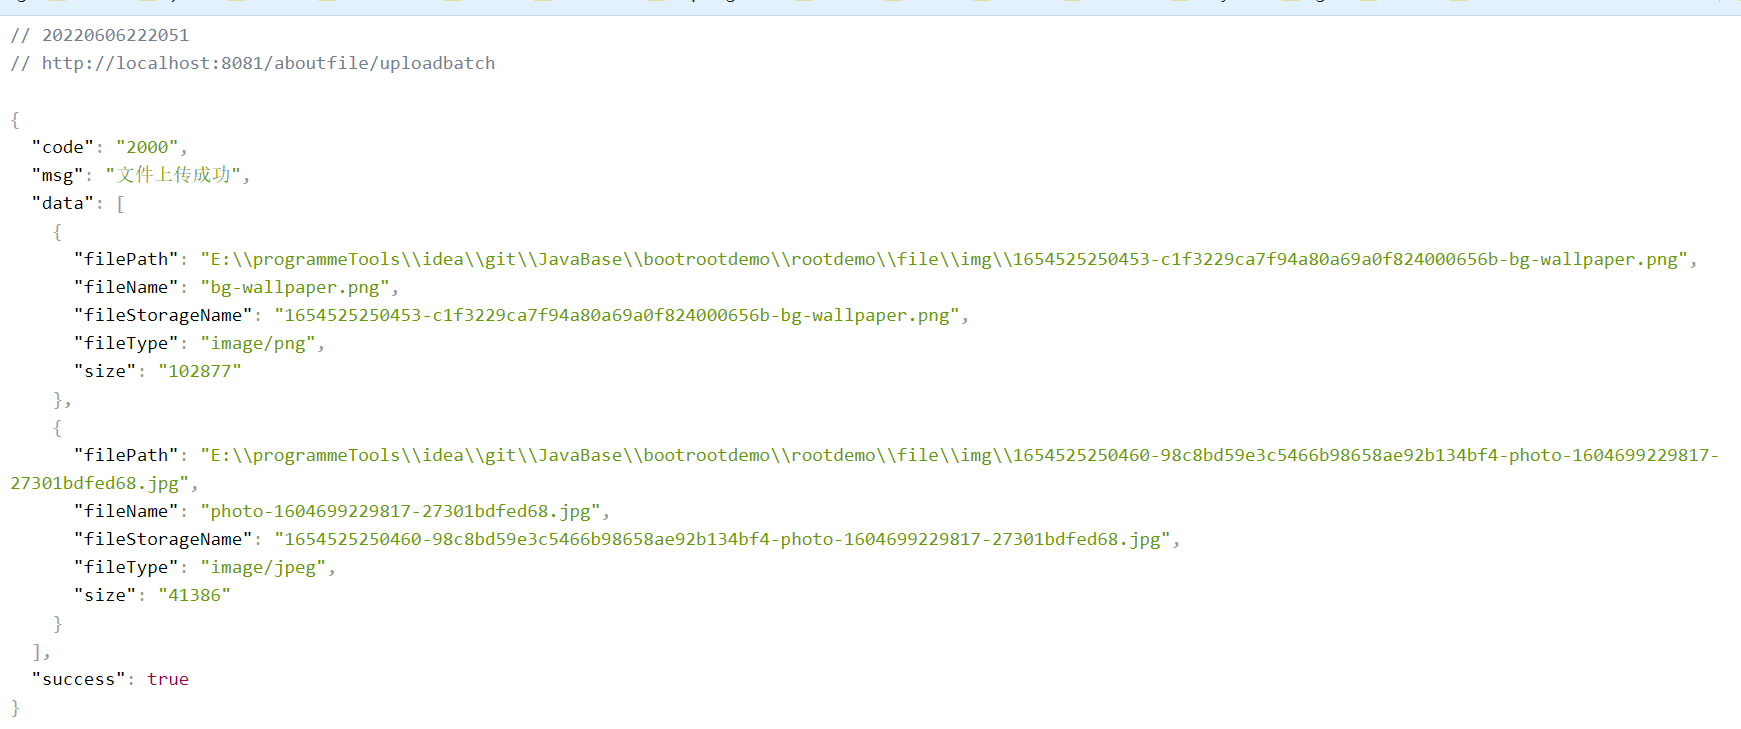 // 20220606222051
// http://localhost:8081/aboutfile/uploadbatch
{
"code": "2000",
"msg": "文件上传成功",
"data": [
{
"filePath": "E:\\programmeTools\\idea\\git\\JavaBase\\bootrootdemo\\rootdemo\\file\\img\\1654525250453-c1f3229ca7f94a80a69a0f824000656b-bg-wallpaper.png",
"fileName": "bg-wallpaper.png",
"fileStorageName": "1654525250453-c1f3229ca7f94a80a69a0f824000656b-bg-wallpaper.png",
"fileType": "image/png",
"size": "102877"
},
{
"filePath": "E:\\programmeTools\\idea\\git\\JavaBase\\bootrootdemo\\rootdemo\\file\\img\\1654525250460-98c8bd59e3c5466b98658ae92b134bf4-photo-1604699229817-
27301bdfed68.jpg",
"fileName": "photo-1604699229817-27301bdfed68.jpg",
"fileStorageName": "1654525250460-98c8bd59e3c5466b98658ae92b134bf4-photo-1604699229817-27301bdfed68.jpg",
"fileType": "image/jpeg",
"size": "41386"
}
],
"success": true
}